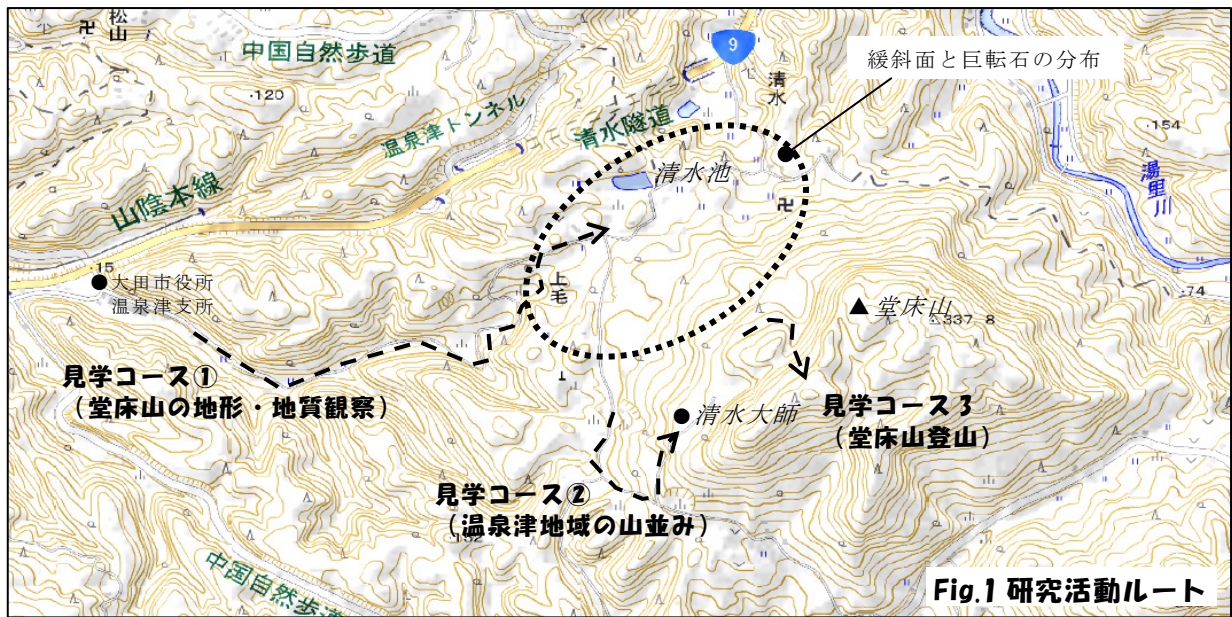 松山
卍
中国自然歩道
9
緩斜面と巨転石の分布
清水
・120
温泉津トンネル
清水隧道
・154
清水池
湯里川
山陰本線
卍
・15
大田市役所
温泉津支所
上毛
・74
堂床山
337・8
見学コース①
（堂床山の地形・地質観察）
清水大師
見学コース3
（堂床山登山）
見学コース②
（温泉津地域の山並み）
中国自然歩道
Fig.1 研究活動ルート